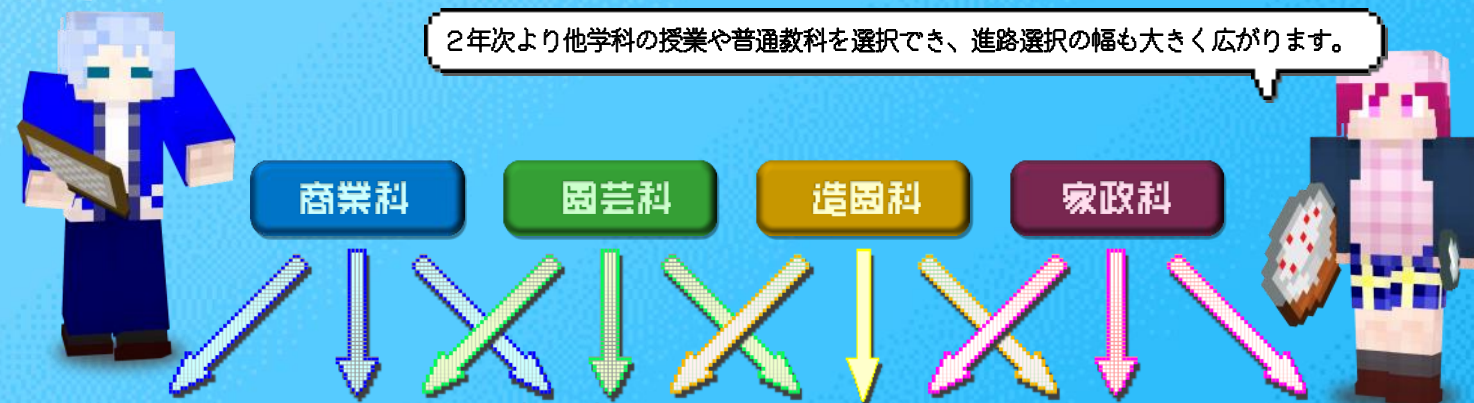 ２年次より他学科の授業や普通教科を選択でき、進路選択の幅も大きく広がります。
商業科
園芸科
造園科
家政科